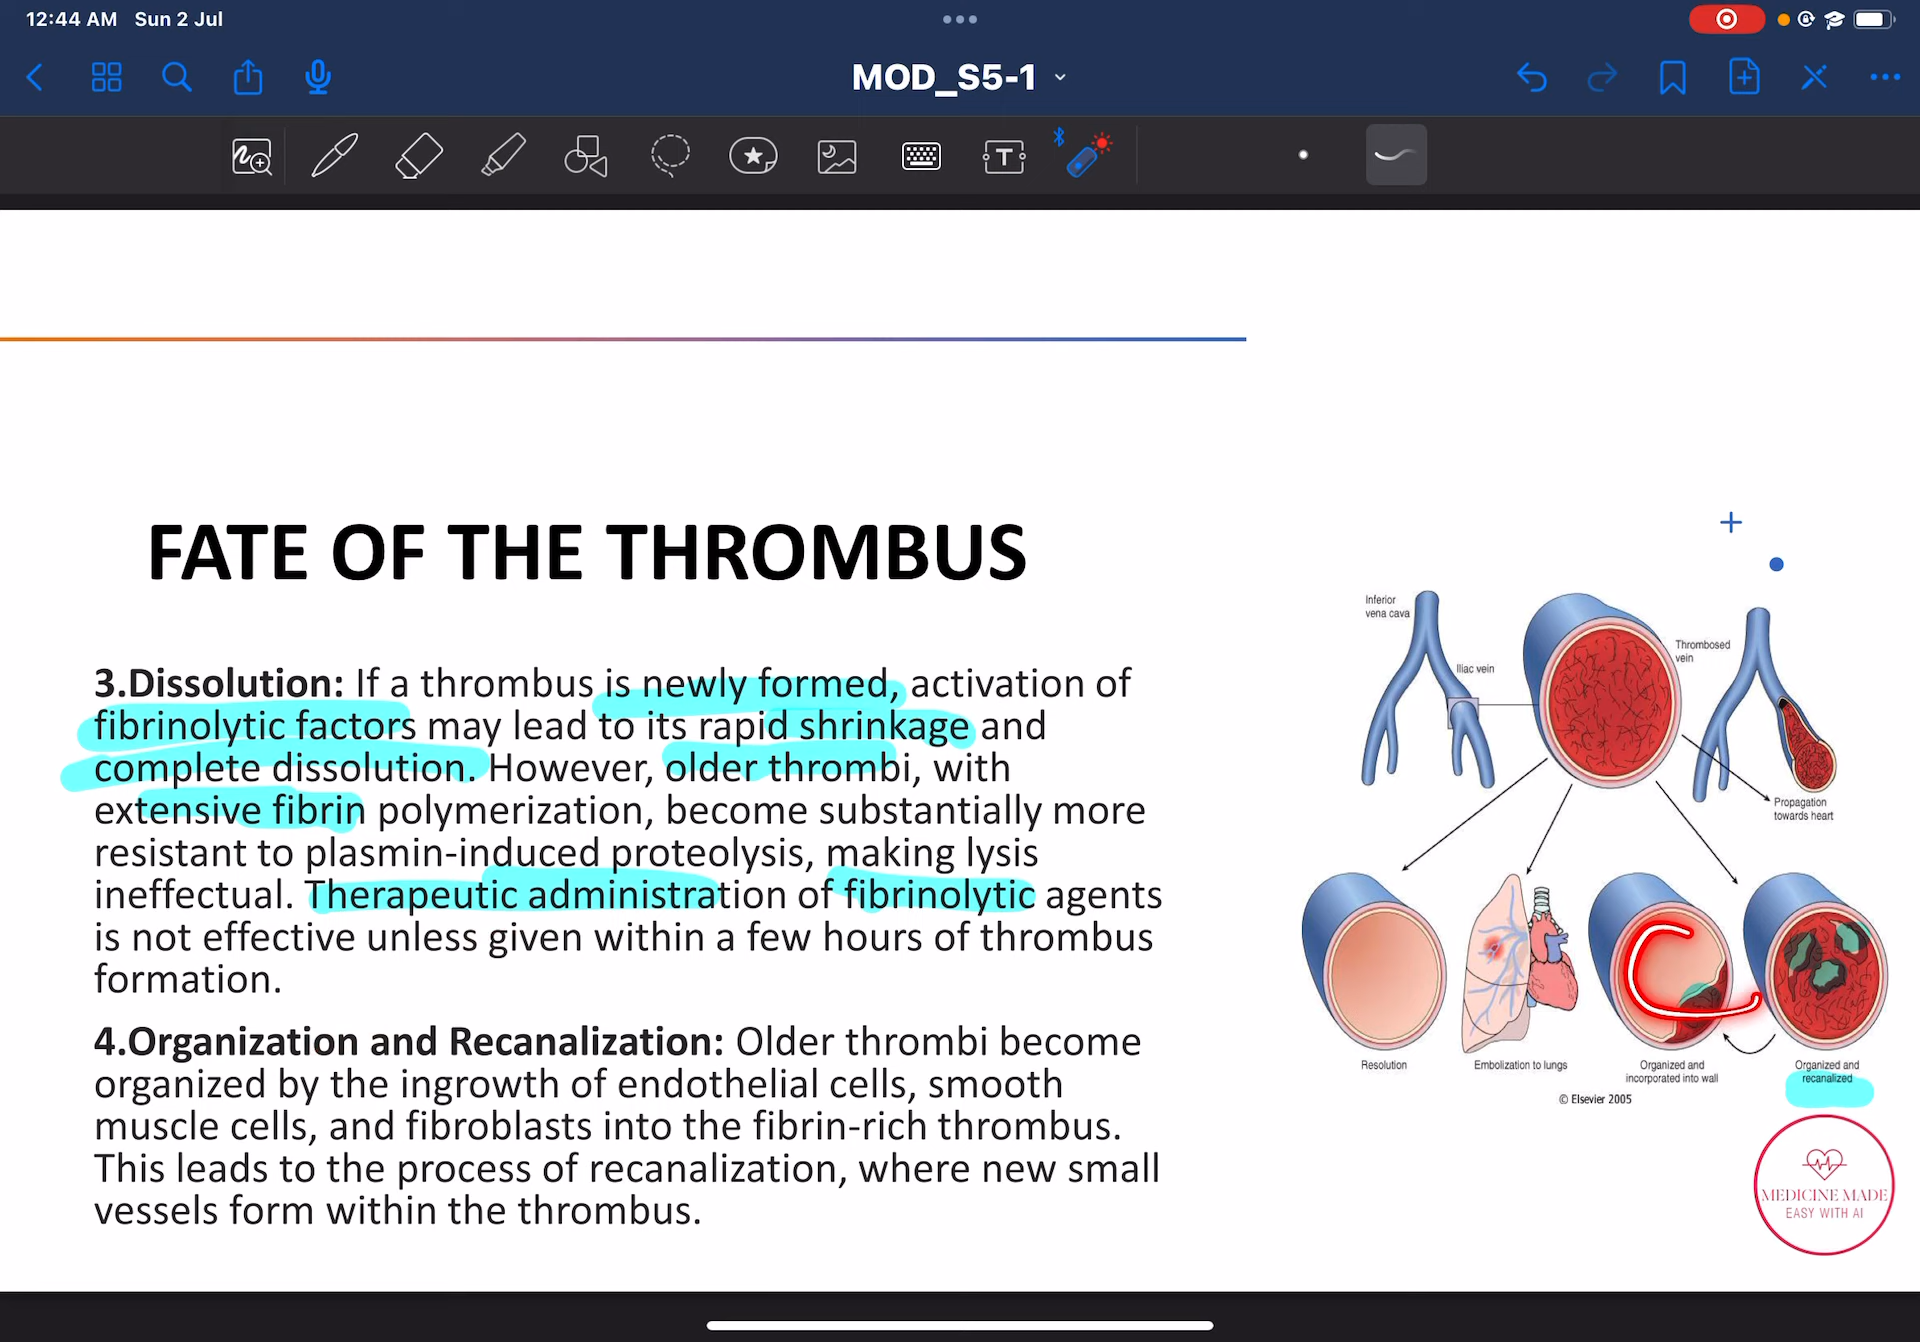 12:44 AM Sun 2 Jul
MOD_S5-1
T
FATE OF THE THROMBUS
3.Dissolution: If a thrombus is newly formed, activation of
fibrinolytic factors may lead to its rapid shrinkage and
complete dissolution. However, older thrombi, with
extensive fibrin polymerization, become substantially more
resistant to plasmin-induced proteolysis, making lysis
ineffectual. Therapeutic administration of fibrinolytic agents
is not effective unless given within a few hours of thrombus
formation.
4.Organization and Recanalization: Older thrombi become
organized by the ingrowth of endothelial cells, smooth
muscle cells, and fibroblasts into the fibrin-rich thrombus.
This leads to the process of recanalization, where new small
vessels form within the thrombus.
Inferior
vena cava
Iliac vein
Thrombosed
vein
Propagation
towards heart
Resolution
Embolization to lungs
Organized and
incorporated into wall
Organized and
recanalized
© Elsevier 2005
MEDICINE MADE
EASY WITH AI